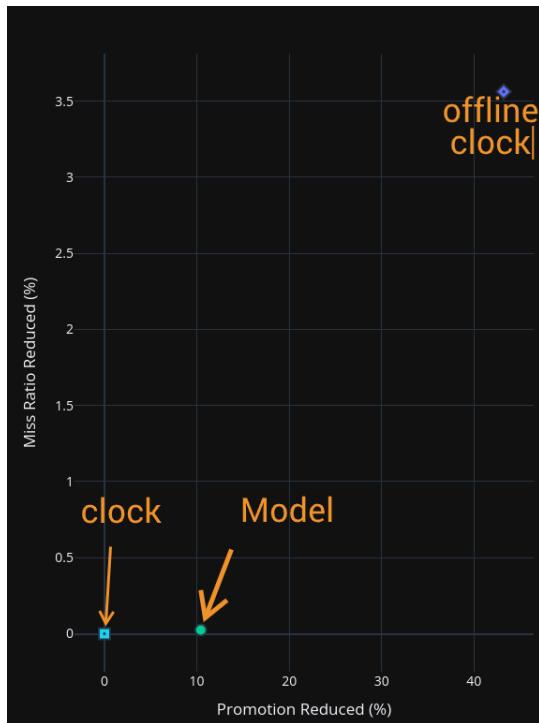 3.5
offline
clock
3
2.5
2
1.5
1
0.5
0
Miss Ratio Reduced (%)
clock
Model
0 10 20 30 40
Promotion Reduced (%)